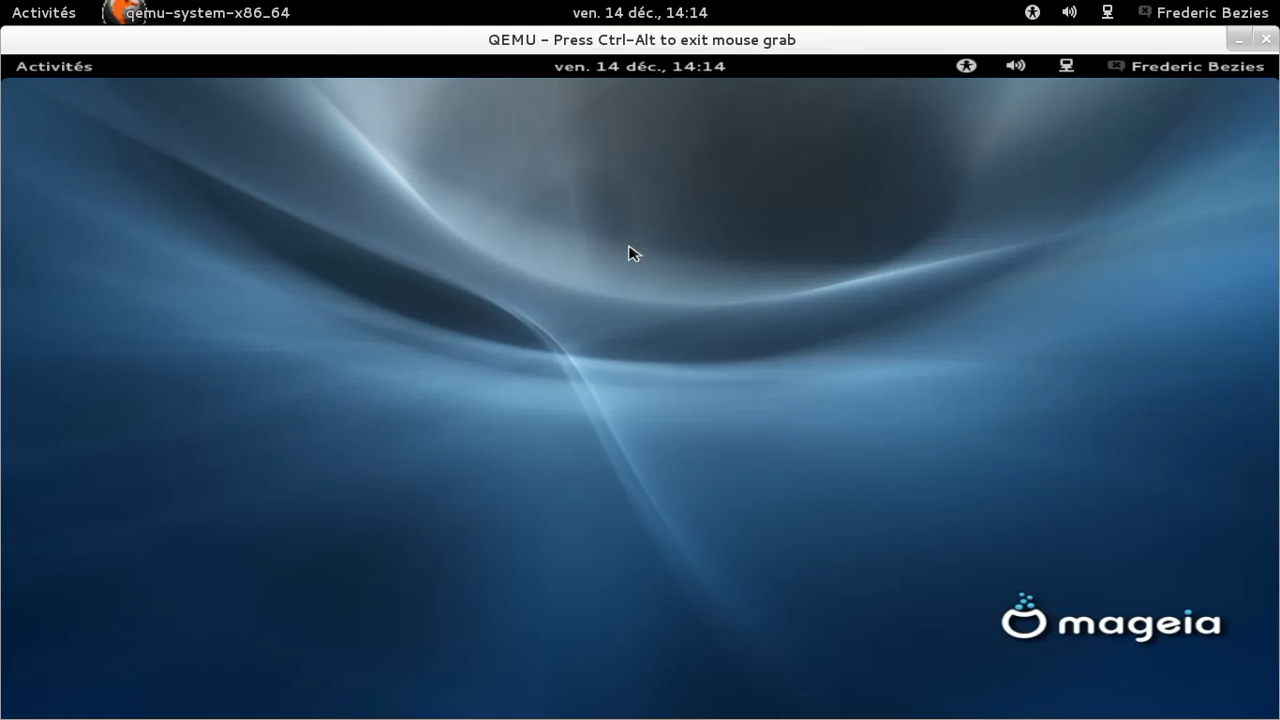 Activités qemu-system-x86_64 ven. 14 déc., 14:14 Frederic Bezies
QEMU - Press Ctrl-Alt to exit mouse grab
Activités ven. 14 déc., 14:14 Frederic Bezies
mageia